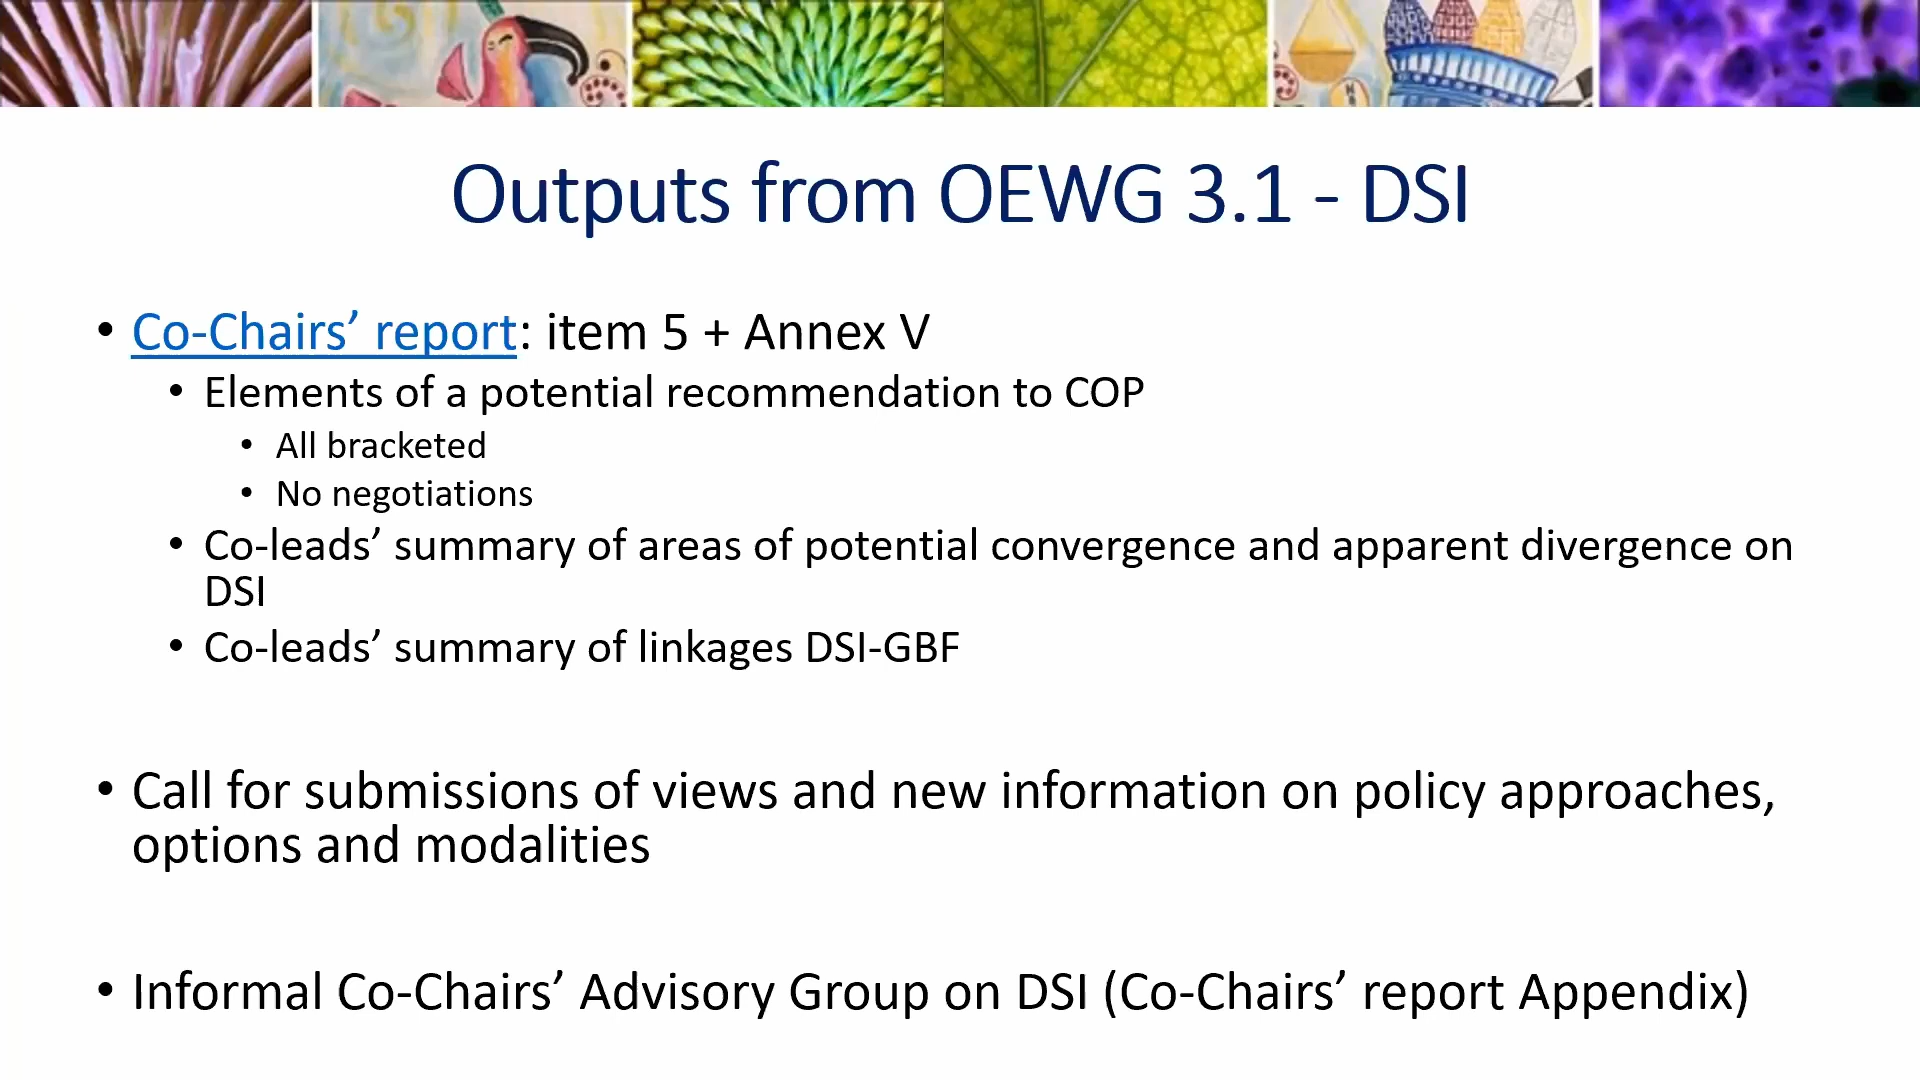 Outputs from OEWG 3.1 - DSI
• Co-Chairs’ report: item 5 + Annex V
• Elements of a potential recommendation to COP
• All bracketed
• No negotiations
• Co-leads’ summary of areas of potential convergence and apparent divergence on
DSI
• Co-leads’ summary of linkages DSI-GBF
• Call for submissions of views and new information on policy approaches,
options and modalities
• Informal Co-Chairs’ Advisory Group on DSI (Co-Chairs’ report Appendix)